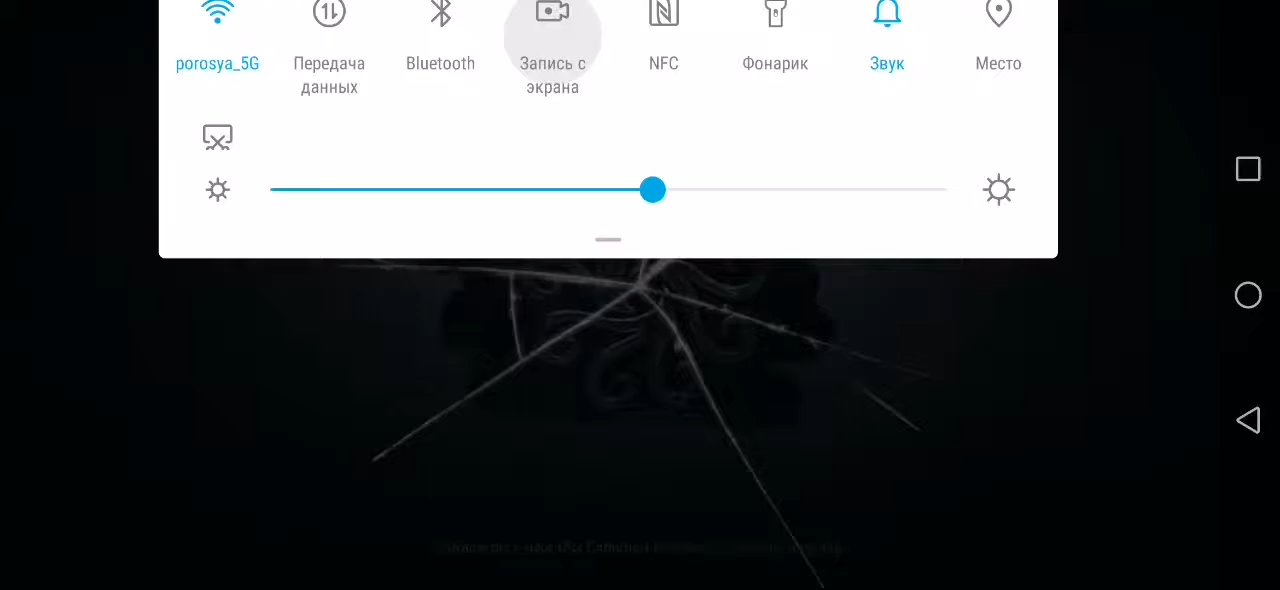 porosya_5G
Передача
данных
Bluetooth
Запись с
экрана
NFC
Фонарик
Звук
Место